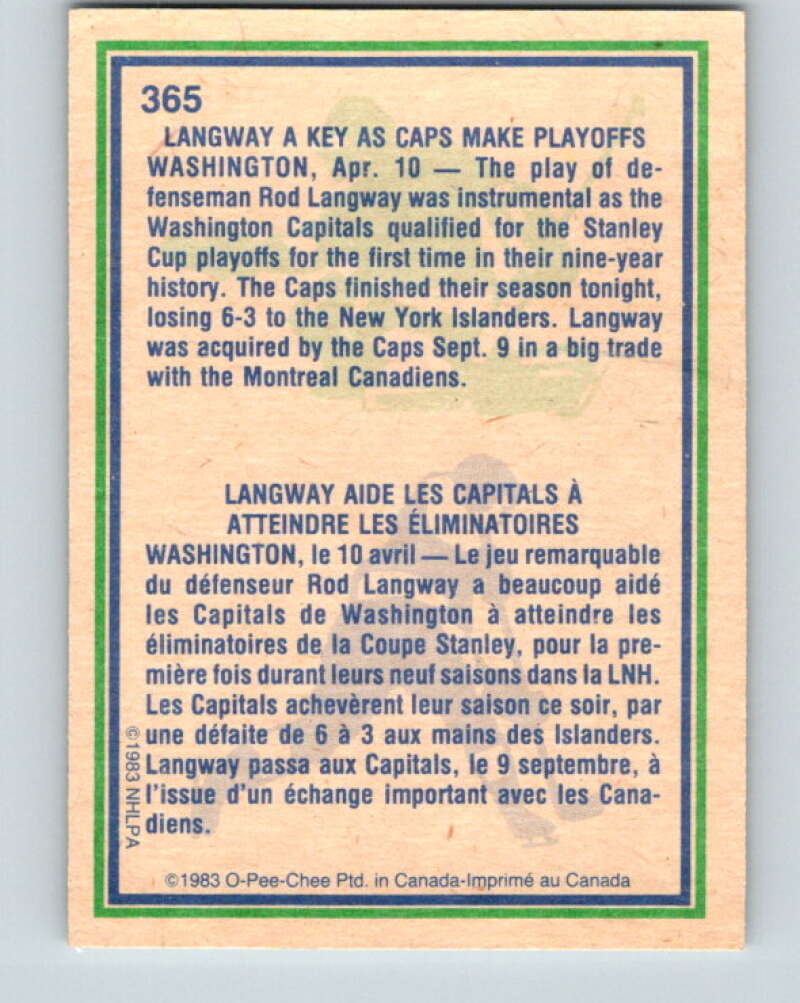 365
LANGWAY A KEY AS CAPS MAKE PLAYOFFS
WASHINGTON, Apr. 10 — The play of de-
fenseman Rod Langway was instrumental as the
Washington Capitals qualified for the Stanley
Cup playoffs for the first time in their nine-year
history. The Caps finished their season tonight,
losing 6-3 to the New York Islanders. Langway
was acquired by the Caps Sept. 9 in a big trade
with the Montreal Canadiens.
LANGWAY AIDE LES CAPITALS À
ATTEINDRE LES ÉLIMINATOIRES
WASHINGTON, le 10 avril — Le jeu remarquable
du défenseur Rod Langway a beaucoup aidé
les Capitals de Washington à atteindre les
éliminatoires de la Coupe Stanley, pour la pre-
mière fois durant leurs neuf saisons dans la LNH.
Les Capitals achevèrent leur saison ce soir, par
une défaite de 6 à 3 aux mains des Islanders.
Langway passa aux Capitals, le 9 septembre, à
l'issue d'un échange important avec les Cana-
diens.
©1983 NHLPA
©1983 O-Pee-Chee Ptd. in Canada-Imprimé au Canada